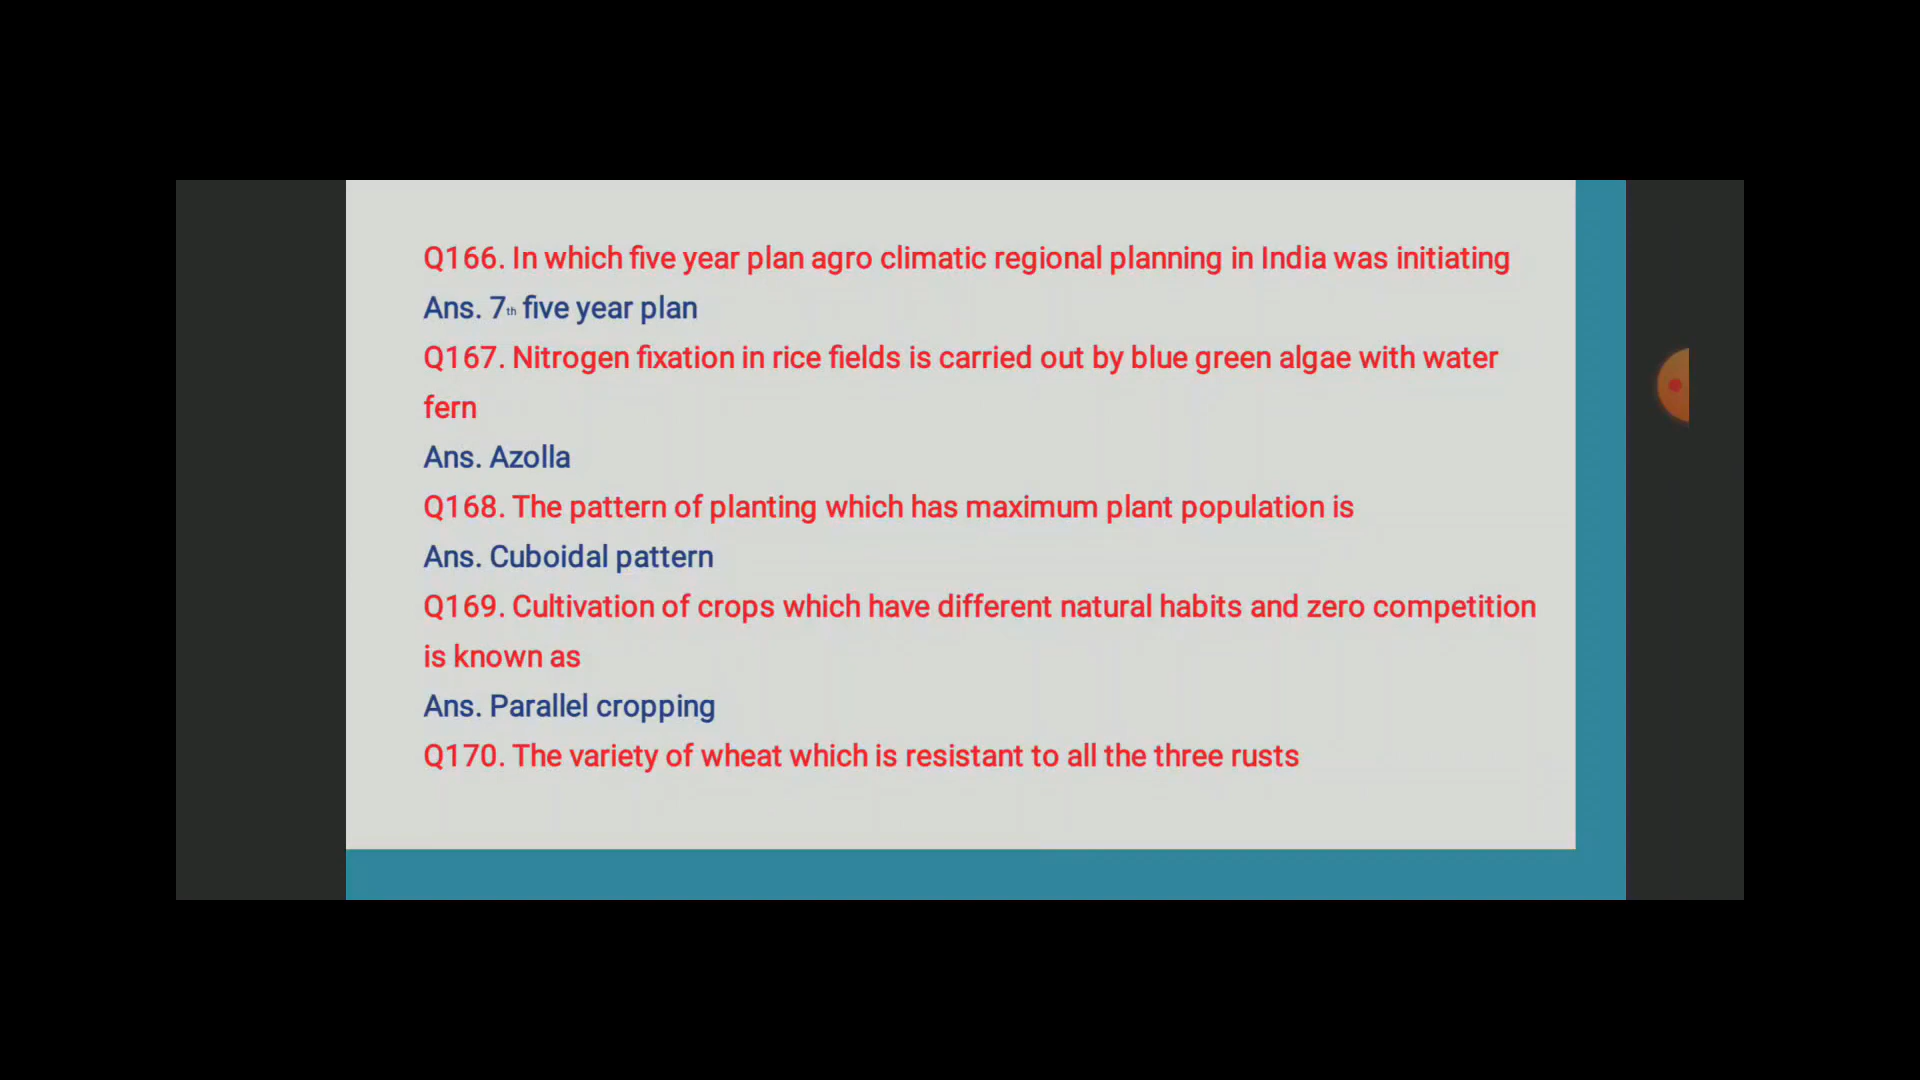 Q166. In which five year plan agro climatic regional planning in India was initiating
Ans. 7th five year plan
Q167. Nitrogen fixation in rice fields is carried out by blue green algae with water
fern
Ans. Azolla
Q168. The pattern of planting which has maximum plant population is
Ans. Cuboidal pattern
Q169. Cultivation of crops which have different natural habits and zero competition
is known as
Ans. Parallel cropping
Q170. The variety of wheat which is resistant to all the three rusts